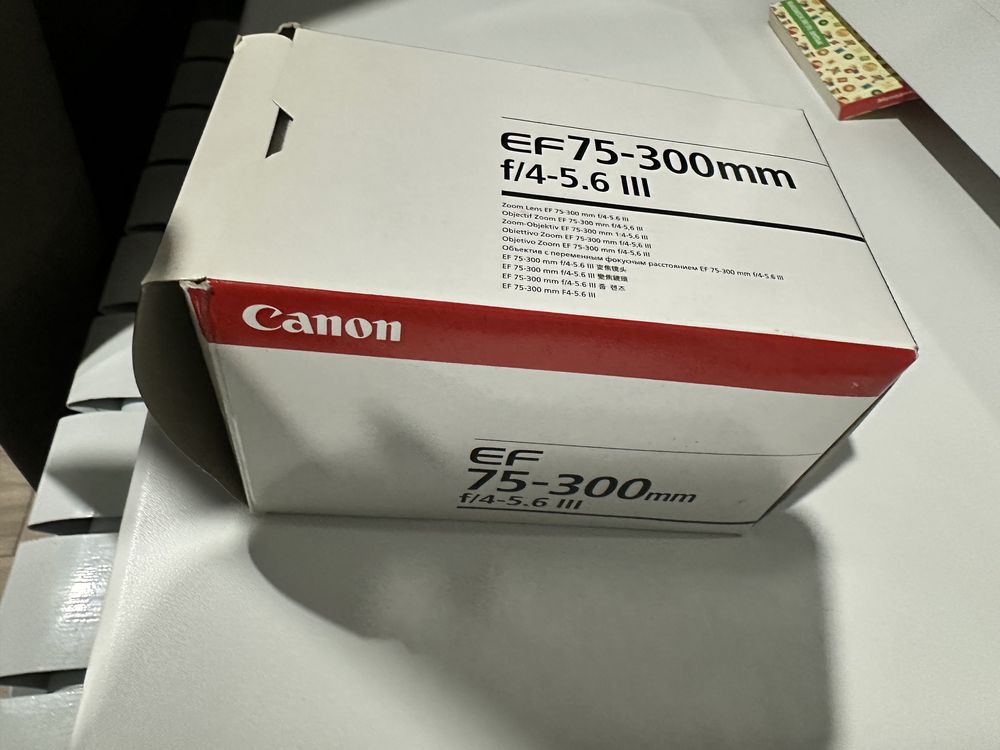 EF75-300mm
f/4-5.6 III
Zoom Lens EF 75-300 mm f/4-5.6 III
Objectif Zoom EF 75-300 mm f/4-5,6 III
Zoom-Objektiv EF 75-300 mm 1:4-5,6 III
Obiettivo Zoom EF 75-300 mm f/4-5,6 III
Objetivo Zoom EF 75-300 mm f/4-5,6 III
Объектив с переменным фокусным расстоянием EF 75-300 mm f/4-5.6 III
EF 75-300 mm f/4-5.6 III 变焦镜头
EF 75-300 mm f/4-5.6 III 變焦鏡頭
EF 75-300 mm f/4-5.6 III 줌 렌즈
EF 75-300 mm F4-5.6 III
Canon
EF
75-300mm
f/4-5.6 III